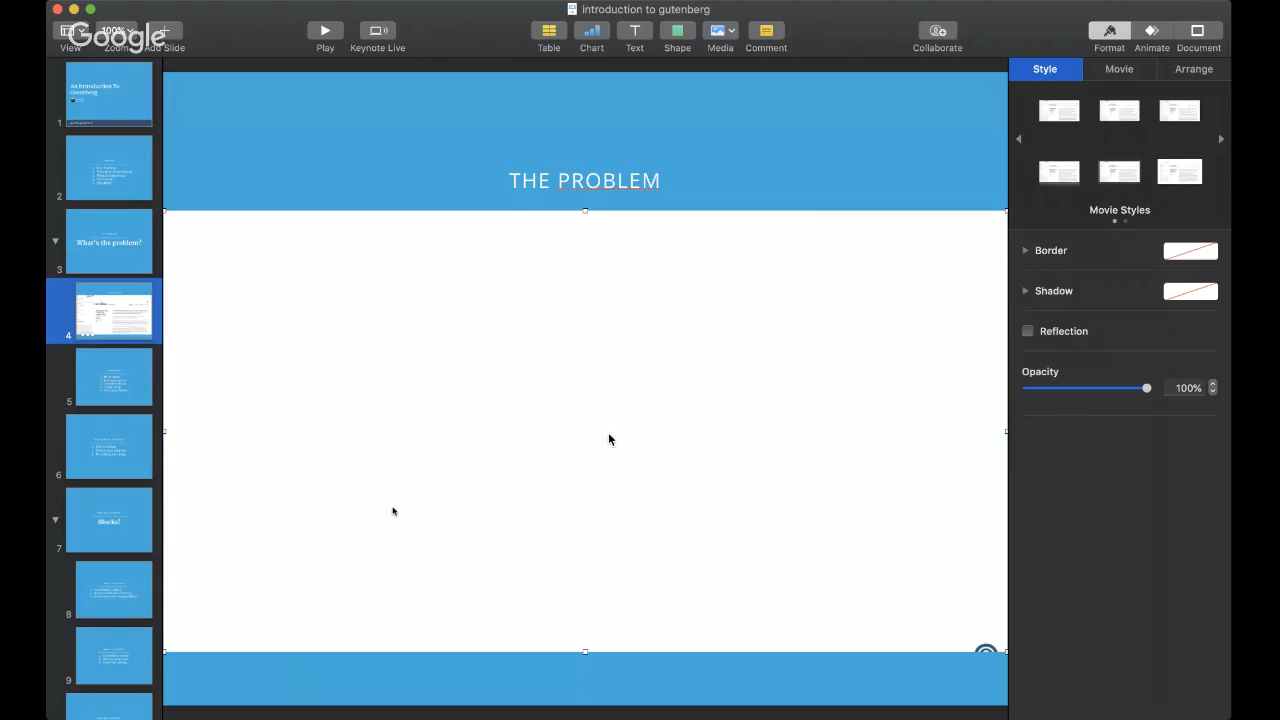 introduction to gutenberg
Google
100%
View
Zoom
Add Slide
Play
Keynote Live
Table
Chart
Text
Shape
Media
Comment
Collaborate
Format
Animate
Document
Style
Movie
Arrange
An Introduction To
Gutenberg
1
2
What's the problem?
3
4
5
6
Blocks!
7
8
9
THE PROBLEM
Movie Styles
Border
Shadow
Reflection
Opacity
100%